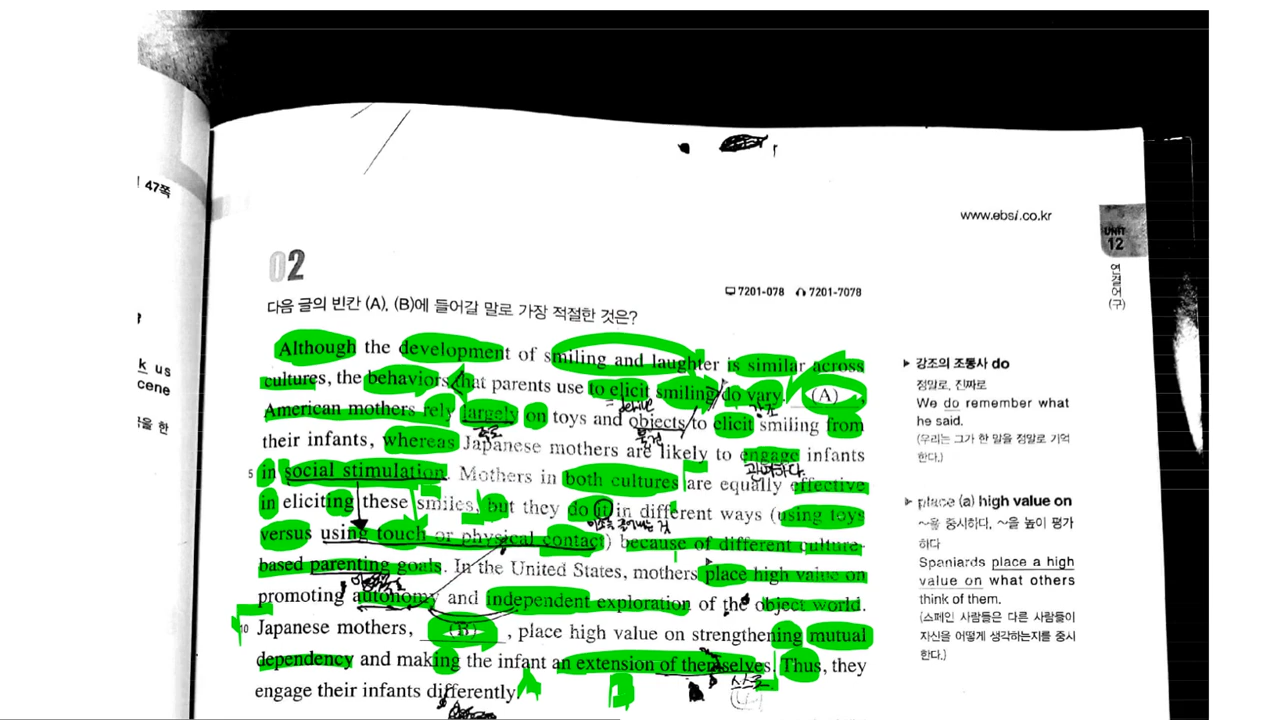 47쪽
www.ebsi.co.kr
UNIT
12
연결어(구)
02
7201-078 7201-7078
다음 글의 빈칸 (A), (B)에 들어갈 말로 가장 적절한 것은?
k us
cene
을 한
Although the development of smiling and laughter is similar across
cultures, the behaviors that parents use to elicit smiling do vary. (A) ,
American mothers rely largely on toys and objects to elicit smiling from
물건
their infants, whereas Japanese mothers are likely to engage infants
관여하다.
5 in social stimulation. Mothers in both cultures are equally effective
in eliciting these smiles, but they do it in different ways (using toys
versus using touch or physical contact) because of different culture-
based parenting goals. In the United States, mothers place high value on
promoting autonomy and independent exploration of the object world.
10 Japanese mothers, (B) , place high value on strengthening mutual
dependency and making the infant an extension of themselves. Thus, they
engage their infants differently.
강조의 조동사 do
정말로, 진짜로
We do remember what
he said.
(우리는 그가 한 말을 정말로 기억
한다.)
place (a) high value on
~을 중시하다, ~을 높이 평가
하다
Spaniards place a high
value on what others
think of them.
(스페인 사람들은 다른 사람들이
자신을 어떻게 생각하는지를 중시
한다.)